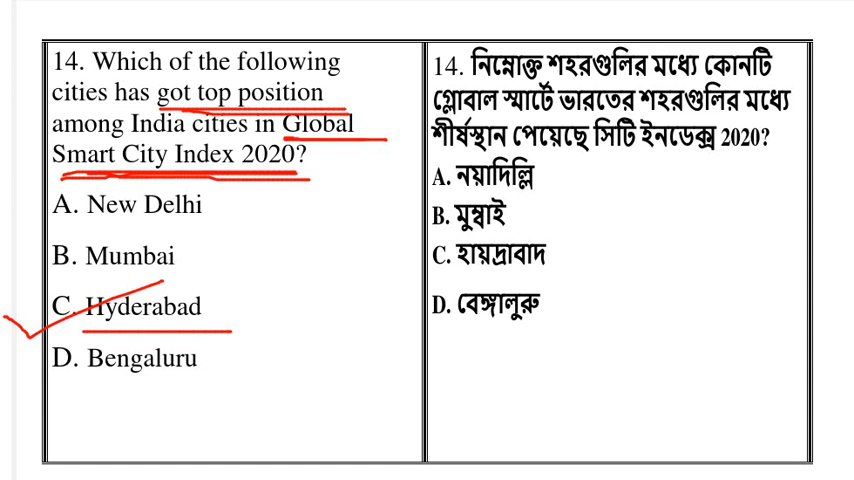 14. Which of the following
cities has got top position
among India cities in Global
Smart City Index 2020?
A. New Delhi
B. Mumbai
C. Hyderabad
D. Bengaluru
14. নিম্নোক্ত শহরগুলির মধ্যে কোনটি
গ্লোবাল স্মার্টে ভারতের শহরগুলির মধ্যে
শীর্ষস্থান পেয়েছে সিটি ইনডেক্স 2020?
A. নয়াদিল্লি
B. মুম্বাই
C. হায়দ্রাবাদ
D. বেঙ্গালুরু